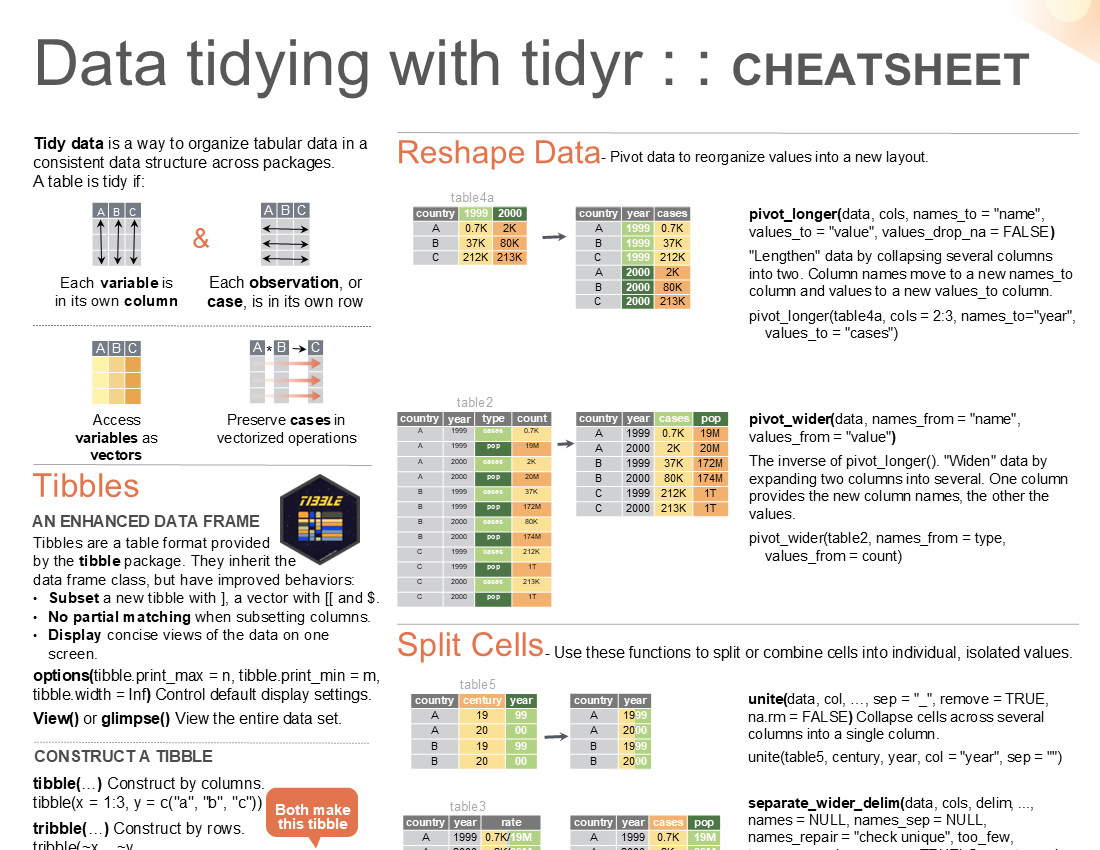 Data tidying with tidyr : : CHEATSHEET
Tidy data is a way to organize tabular data in a
consistent data structure across packages.
A table is tidy if:
A B C
&
A B C
Each variable is
in its own column
Each observation, or
case, is in its own row
A B C
A * B → C
Access
variables as
vectors
Preserve cases in
vectorized operations
Tibbles
TIBBLE
AN ENHANCED DATA FRAME
Tibbles are a table format provided
by the tibble package. They inherit the
data frame class, but have improved behaviors:
• Subset a new tibble with ], a vector with [[ and $.
• No partial matching when subsetting columns.
• Display concise views of the data on one
screen.
options(tibble.print_max = n, tibble.print_min = m,
tibble.width = Inf) Control default display settings.
View() or glimpse() View the entire data set.
CONSTRUCT A TIBBLE
tibble(…) Construct by columns.
tibble(x = 1:3, y = c("a", "b", "c"))
Both make
this tibble
tribble(…) Construct by rows.
tribble(~x, ~y,
Reshape Data- Pivot data to reorganize values into a new layout.
table4a
country 1999 2000
A 0.7K 2K
B 37K 80K
C 212K 213K
country year cases
A 1999 0.7K
B 1999 37K
C 1999 212K
A 2000 2K
B 2000 80K
C 2000 213K
pivot_longer(data, cols, names_to = "name",
values_to = "value", values_drop_na = FALSE)
"Lengthen" data by collapsing several columns
into two. Column names move to a new names_to
column and values to a new values_to column.
pivot_longer(table4a, cols = 2:3, names_to="year",
values_to = "cases")
table2
country year type count
A 1999 cases 0.7K
A 1999 pop 19M
A 2000 cases 2K
A 2000 pop 20M
B 1999 cases 37K
B 1999 pop 172M
B 2000 cases 80K
B 2000 pop 174M
C 1999 cases 212K
C 1999 pop 1T
C 2000 cases 213K
C 2000 pop 1T
country year cases pop
A 1999 0.7K 19M
A 2000 2K 20M
B 1999 37K 172M
B 2000 80K 174M
C 1999 212K 1T
C 2000 213K 1T
pivot_wider(data, names_from = "name",
values_from = "value")
The inverse of pivot_longer(). "Widen" data by
expanding two columns into several. One column
provides the new column names, the other the
values.
pivot_wider(table2, names_from = type,
values_from = count)
Split Cells- Use these functions to split or combine cells into individual, isolated values.
table5
country century year
A 19 99
A 20 00
B 19 99
B 20 00
country year
A 1999
A 2000
B 1999
B 2000
unite(data, col, …, sep = "_", remove = TRUE,
na.rm = FALSE) Collapse cells across several
columns into a single column.
unite(table5, century, year, col = "year", sep = "")
table3
country year rate
A 1999 0.7K/19M
country year cases pop
A 1999 0.7K 19M
separate_wider_delim(data, cols, delim, ...,
names = NULL, names_sep = NULL,
names_repair = "check unique", too_few,